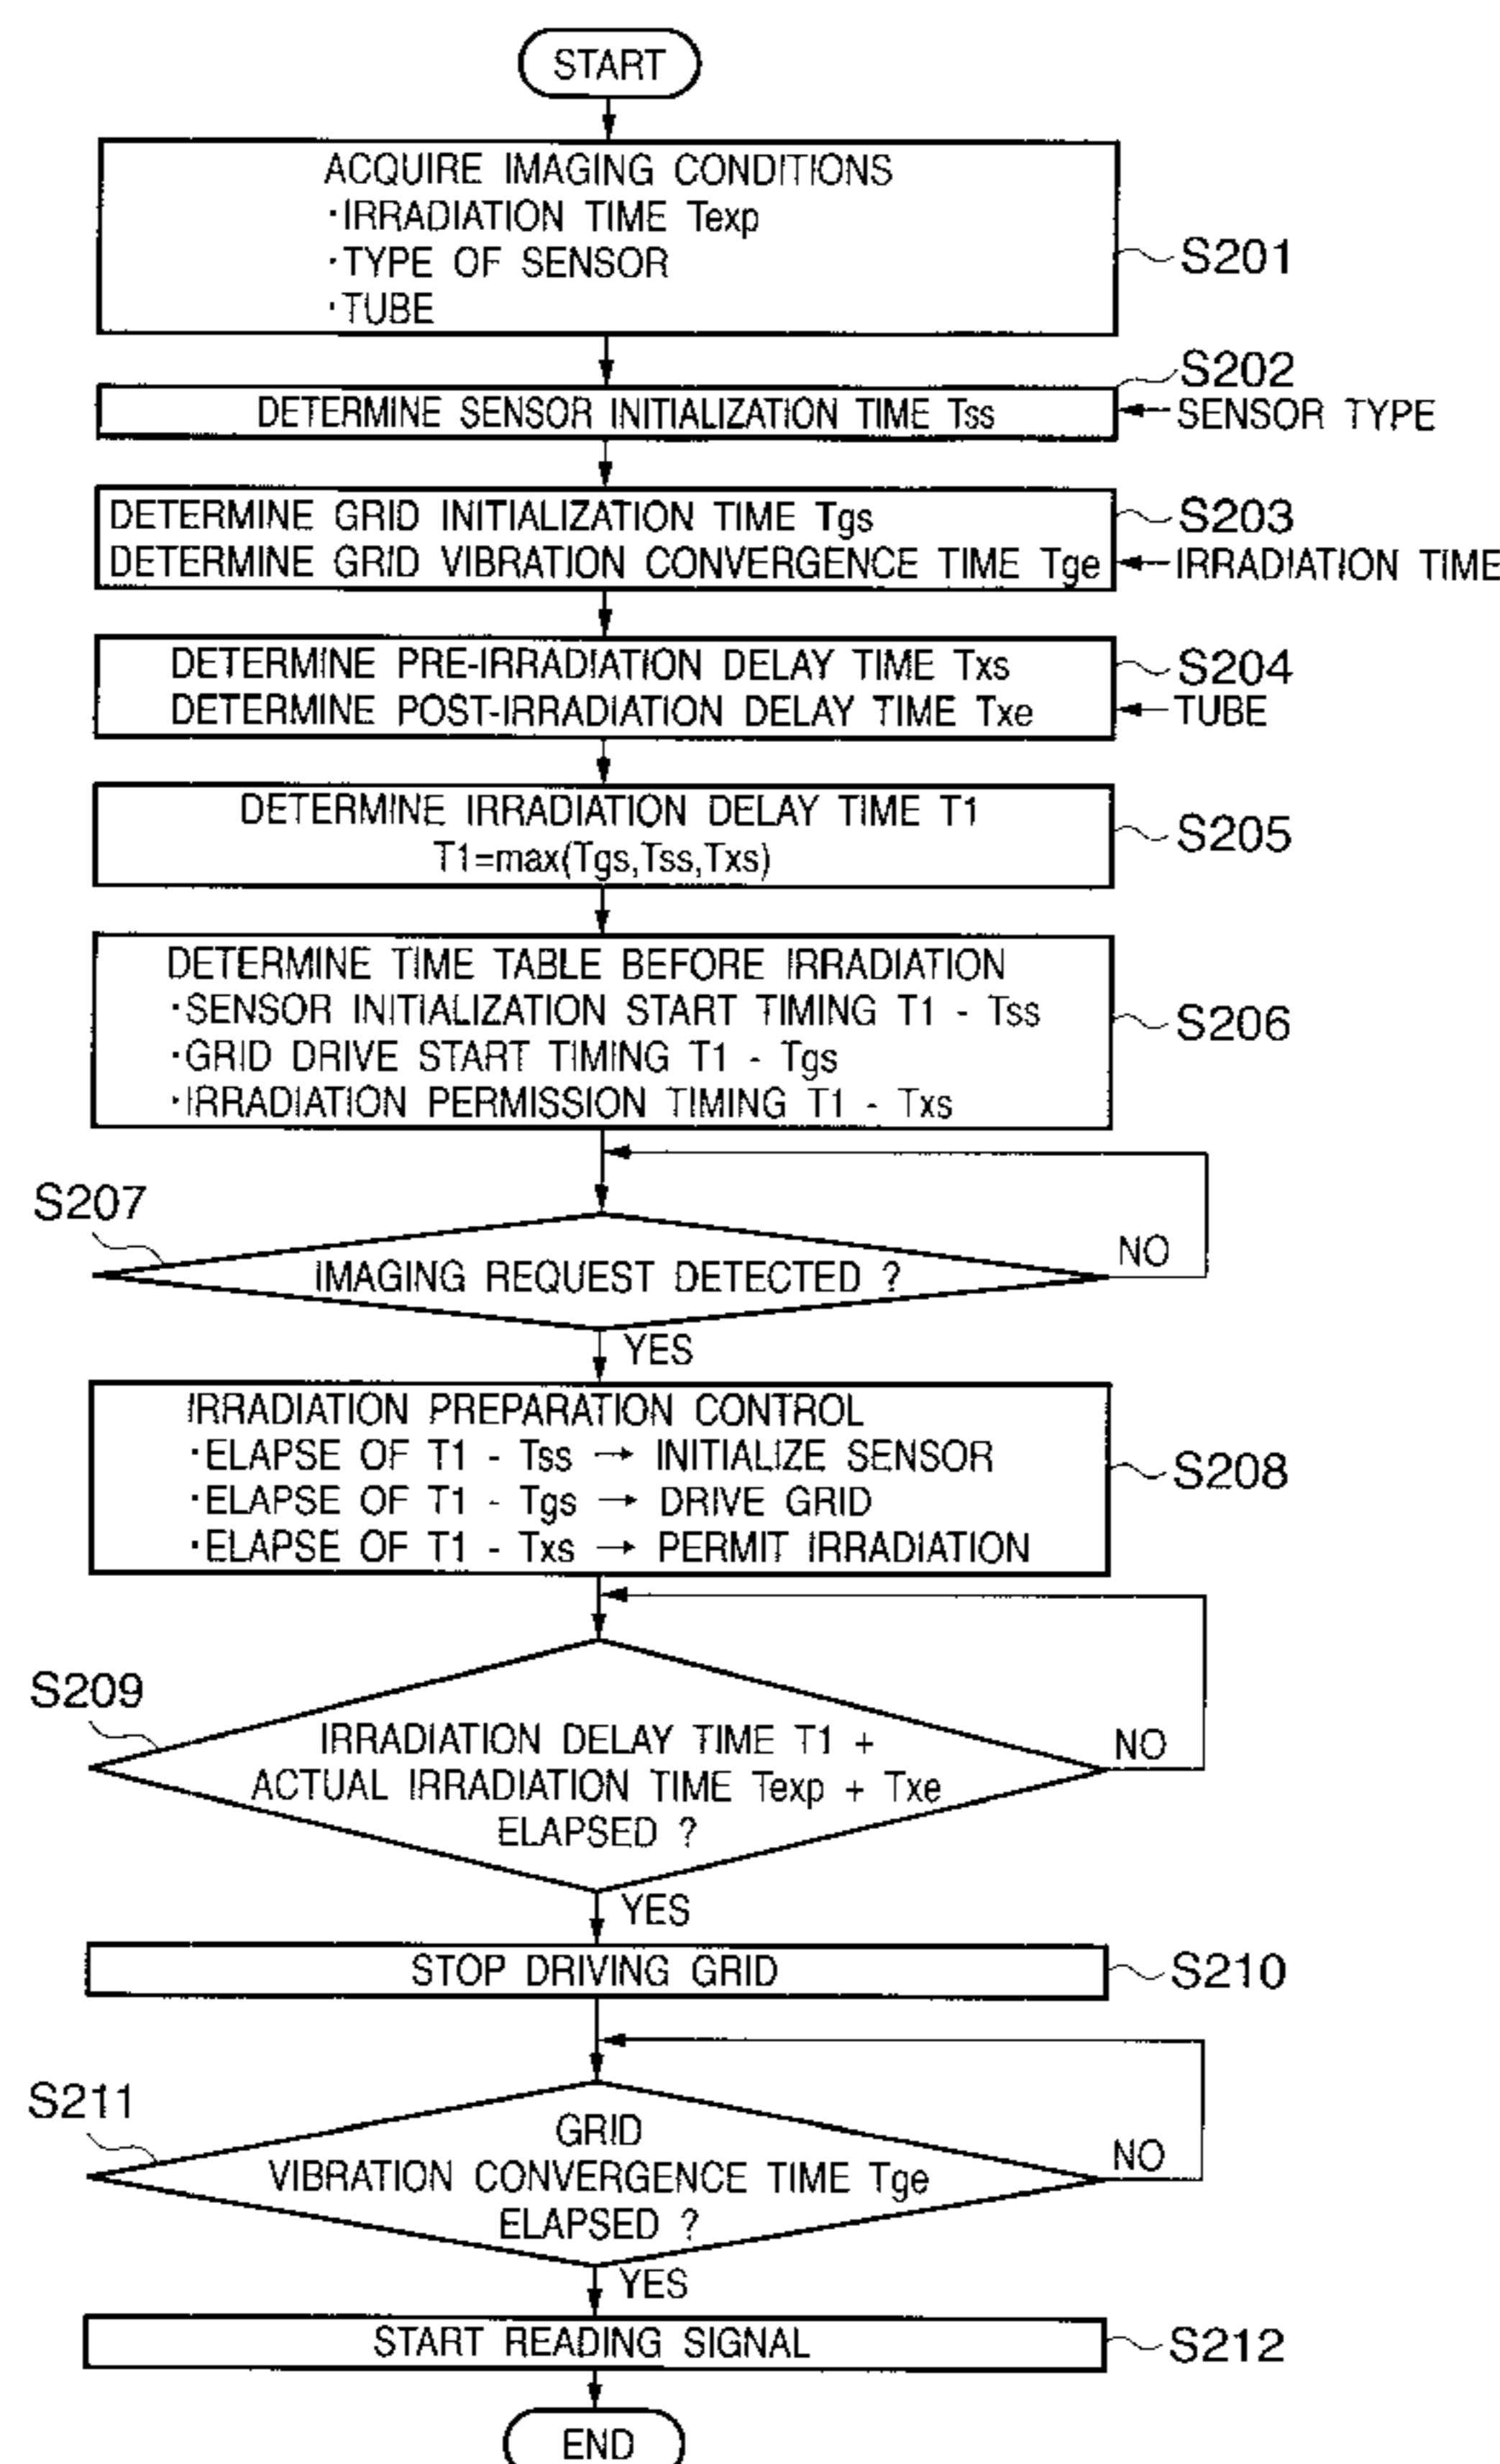 START
ACQUIRE IMAGING CONDITIONS
·IRRADIATION TIME Texp
·TYPE OF SENSOR
·TUBE
S201
S202
DETERMINE SENSOR INITIALIZATION TIME Tss
SENSOR TYPE
DETERMINE GRID INITIALIZATION TIME Tgs
S203
DETERMINE GRID VIBRATION CONVERGENCE TIME Tge
IRRADIATION TIME
DETERMINE PRE-IRRADIATION DELAY TIME Txs
S204
DETERMINE POST-IRRADIATION DELAY TIME Txe
TUBE
DETERMINE IRRADIATION DELAY TIME T1
T1=max(Tgs,Tss,Txs)
S205
DETERMINE TIME TABLE BEFORE IRRADIATION
·SENSOR INITIALIZATION START TIMING T1 - Tss
·GRID DRIVE START TIMING T1 - Tgs
·IRRADIATION PERMISSION TIMING T1 - Txs
S206
S207
IMAGING REQUEST DETECTED ?
NO
YES
IRRADIATION PREPARATION CONTROL
·ELAPSE OF T1 - Tss → INITIALIZE SENSOR
·ELAPSE OF T1 - Tgs → DRIVE GRID
·ELAPSE OF T1 - Txs → PERMIT IRRADIATION
S208
S209
IRRADIATION DELAY TIME T1 +
ACTUAL IRRADIATION TIME Texp + Txe
ELAPSED ?
NO
YES
STOP DRIVING GRID
S210
S211
GRID
VIBRATION CONVERGENCE TIME Tge
ELAPSED ?
NO
YES
START READING SIGNAL
S212
END